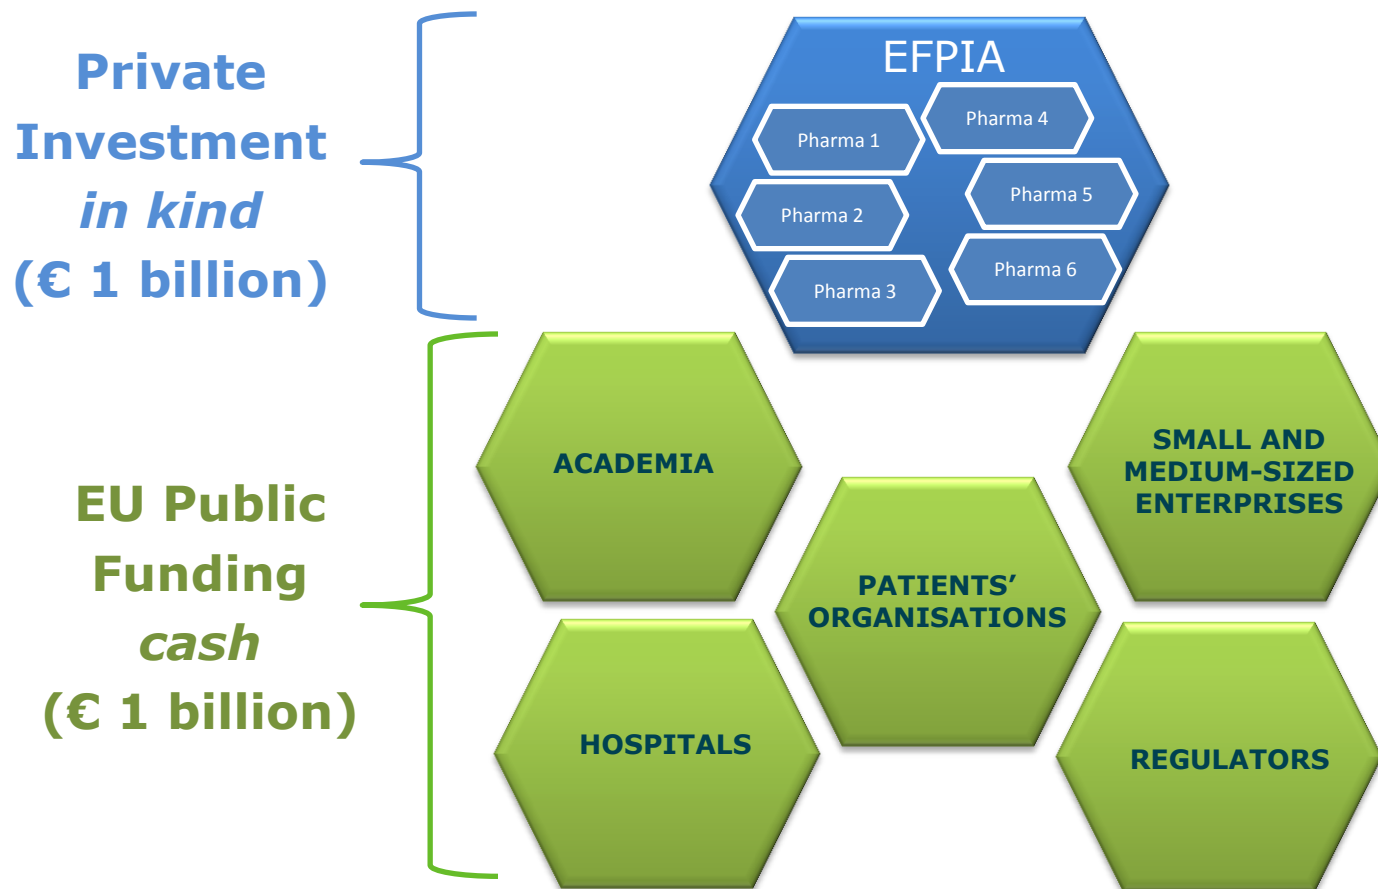 Private
Investment
in kind
(€ 1 billion)
EFPIA
Pharma 1
Pharma 4
Pharma 2
Pharma 5
Pharma 3
Pharma 6
EU Public
Funding
cash
(€ 1 billion)
ACADEMIA
SMALL AND
MEDIUM-SIZED
ENTERPRISES
PATIENTS’
ORGANISATIONS
HOSPITALS
REGULATORS